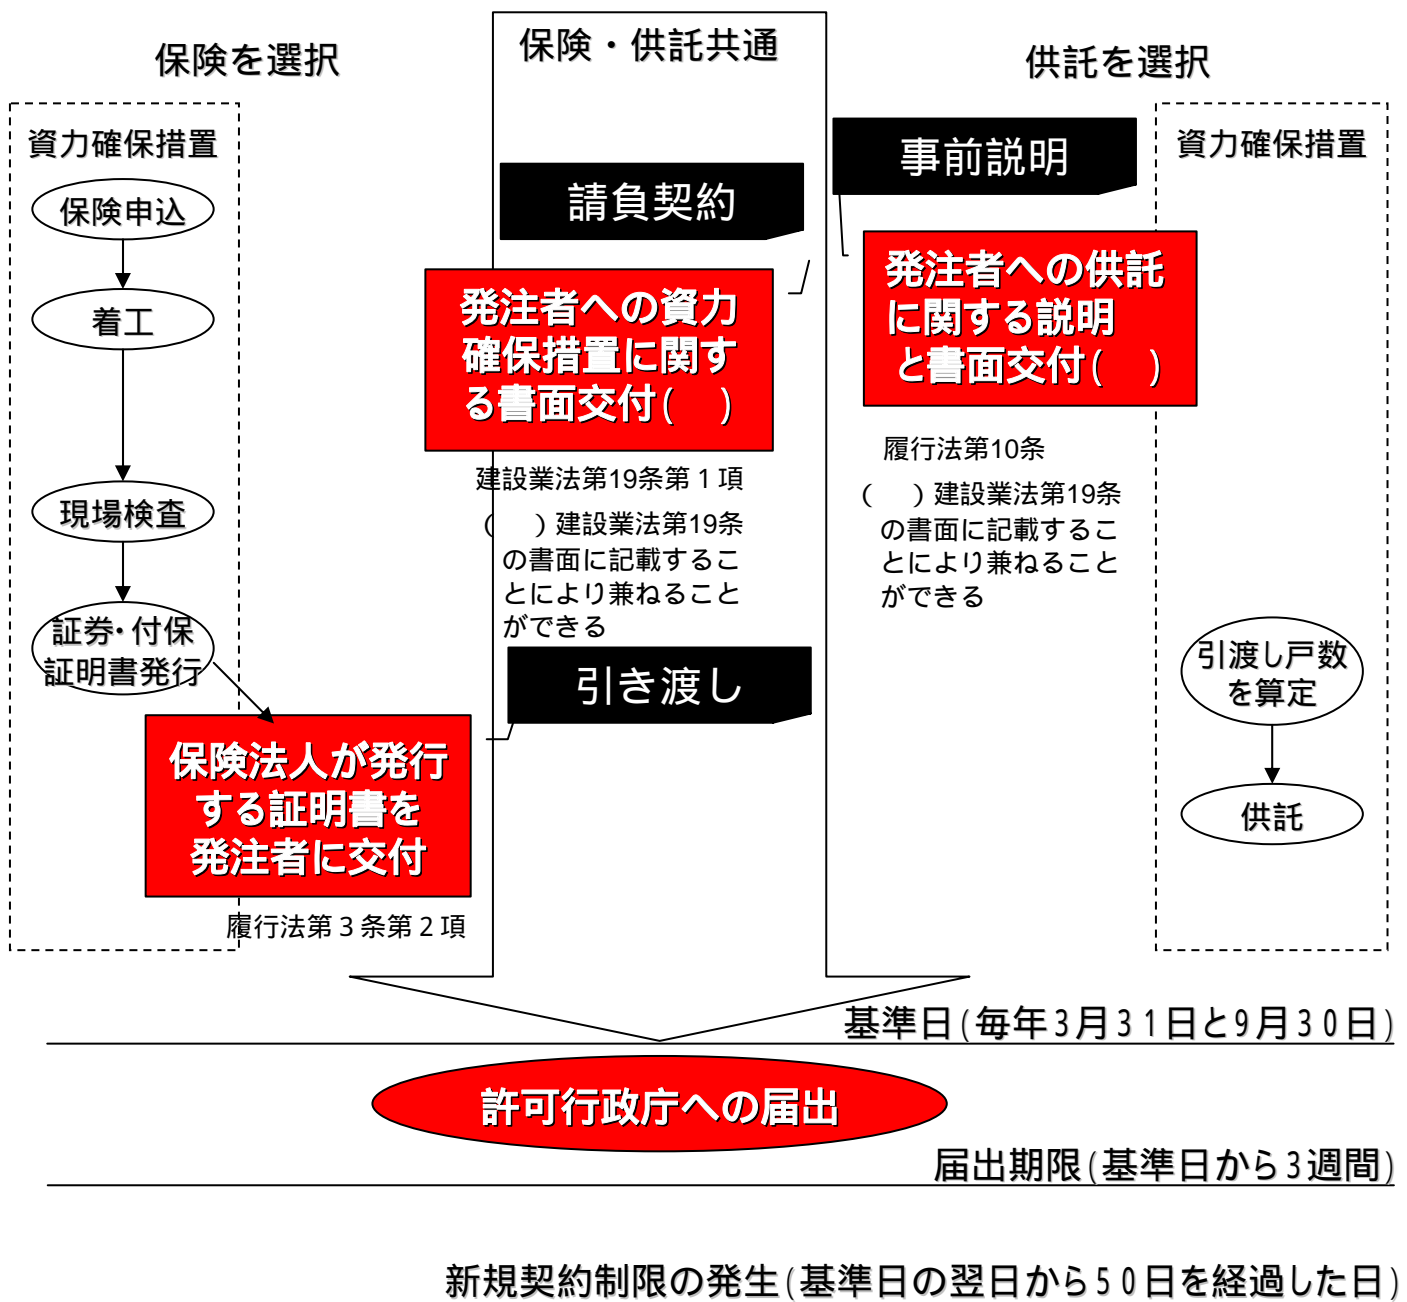 保険を選択
保険・供託共通
供託を選択
資力確保措置
保険申込
着工
現場検査
証券・付保
証明書発行
保険法人が発行
する証明書を
発注者に交付
履行法第３条第２項
請負契約
発注者への資力
確保措置に関す
る書面交付(　)
建設業法第19条第１項
(　)建設業法第19条
の書面に記載するこ
とにより兼ねること
ができる
引き渡し
事前説明
発注者への供託
に関する説明
と書面交付(　)
履行法第10条
(　)建設業法第19条
の書面に記載するこ
とにより兼ねること
ができる
資力確保措置
引渡し戸数
を算定
供託
基準日(毎年３月３１日と９月３０日)
許可行政庁への届出
届出期限(基準日から３週間)
新規契約制限の発生(基準日の翌日から５０日を経過した日)